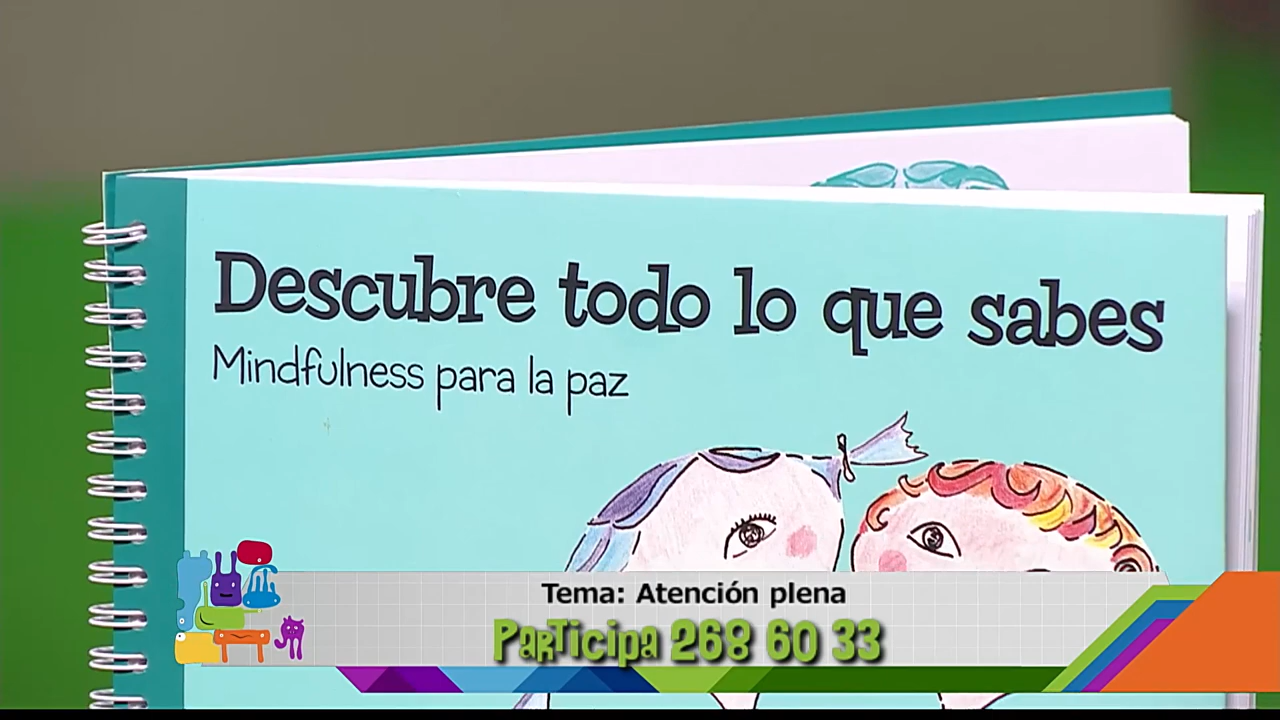 Descubre todo lo que sabes
Mindfulness para la paz
Tema: Atención plena
Participa 268 60 33